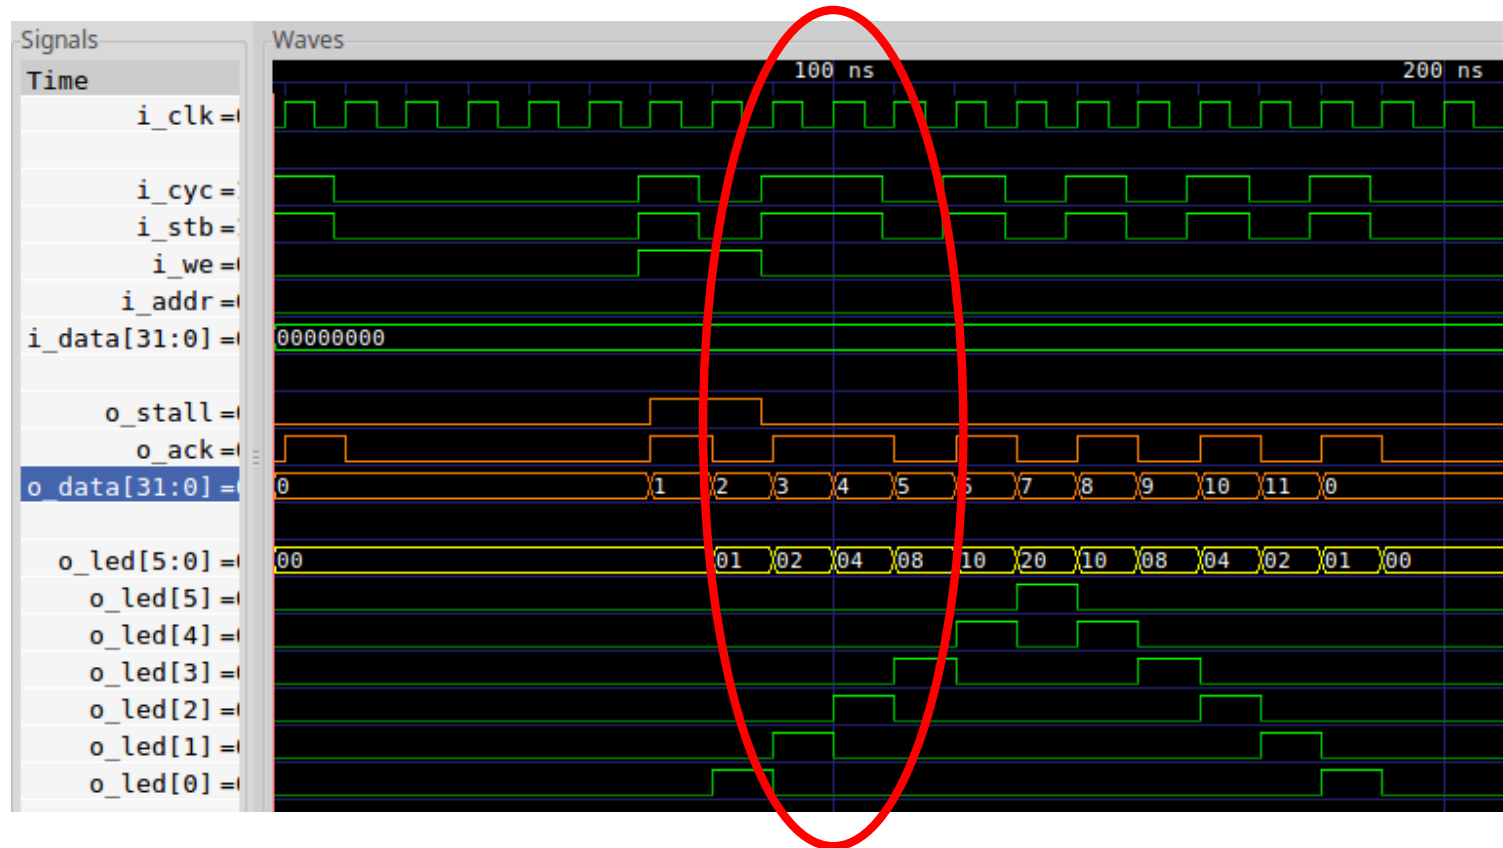 Signals Waves
Time 100 ns 200 ns
i_clk =
i_cyc =
i_stb =
i_we =
i_addr =
i_data[31:0] = 00000000
o_stall =
o_ack =
o_data[31:0] = 0 1 2 3 4 5 6 7 8 9 10 11 0
o_led[5:0] = 00 01 02 04 08 10 20 10 08 04 02 01 00
o_led[5] =
o_led[4] =
o_led[3] =
o_led[2] =
o_led[1] =
o_led[0] =